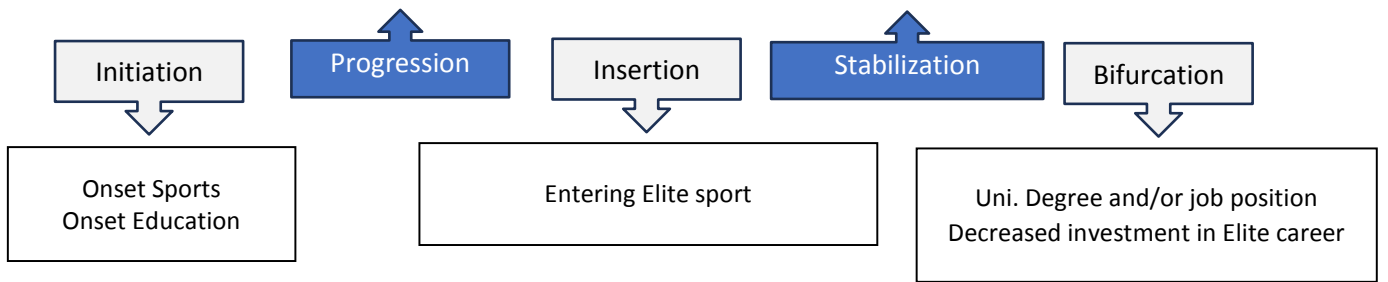 Initiation
Progression
Insertion
Stabilization
Bifurcation
Onset Sports
Onset Education
Entering Elite sport
Uni. Degree and/or job position
Decreased investment in Elite career